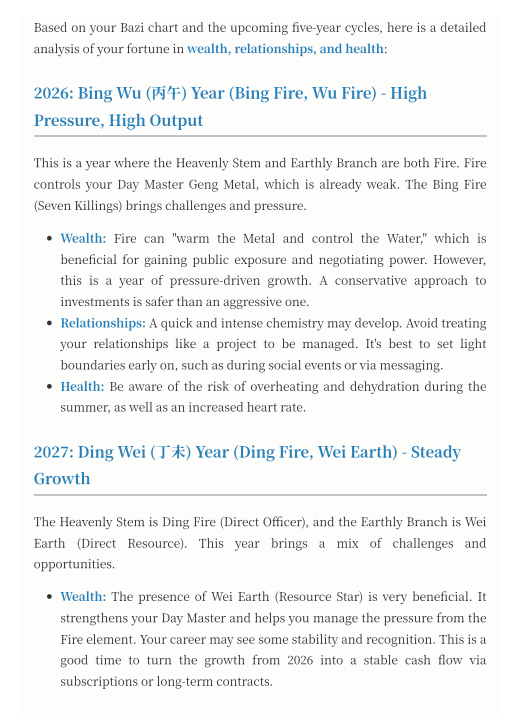 Based on your Bazi chart and the upcoming five-year cycles, here is a detailed
analysis of your fortune in wealth, relationships, and health:
2026: Bing Wu (丙午) Year (Bing Fire, Wu Fire) - High
Pressure, High Output
This is a year where the Heavenly Stem and Earthly Branch are both Fire. Fire
controls your Day Master Geng Metal, which is already weak. The Bing Fire
(Seven Killings) brings challenges and pressure.
• Wealth: Fire can "warm the Metal and control the Water," which is
beneficial for gaining public exposure and negotiating power. However,
this is a year of pressure-driven growth. A conservative approach to
investments is safer than an aggressive one.
• Relationships: A quick and intense chemistry may develop. Avoid treating
your relationships like a project to be managed. It's best to set light
boundaries early on, such as during social events or via messaging.
• Health: Be aware of the risk of overheating and dehydration during the
summer, as well as an increased heart rate.
2027: Ding Wei (丁未) Year (Ding Fire, Wei Earth) - Steady
Growth
The Heavenly Stem is Ding Fire (Direct Officer), and the Earthly Branch is Wei
Earth (Direct Resource). This year brings a mix of challenges and
opportunities.
• Wealth: The presence of Wei Earth (Resource Star) is very beneficial. It
strengthens your Day Master and helps you manage the pressure from the
Fire element. Your career may see some stability and recognition. This is a
good time to turn the growth from 2026 into a stable cash flow via
subscriptions or long-term contracts.